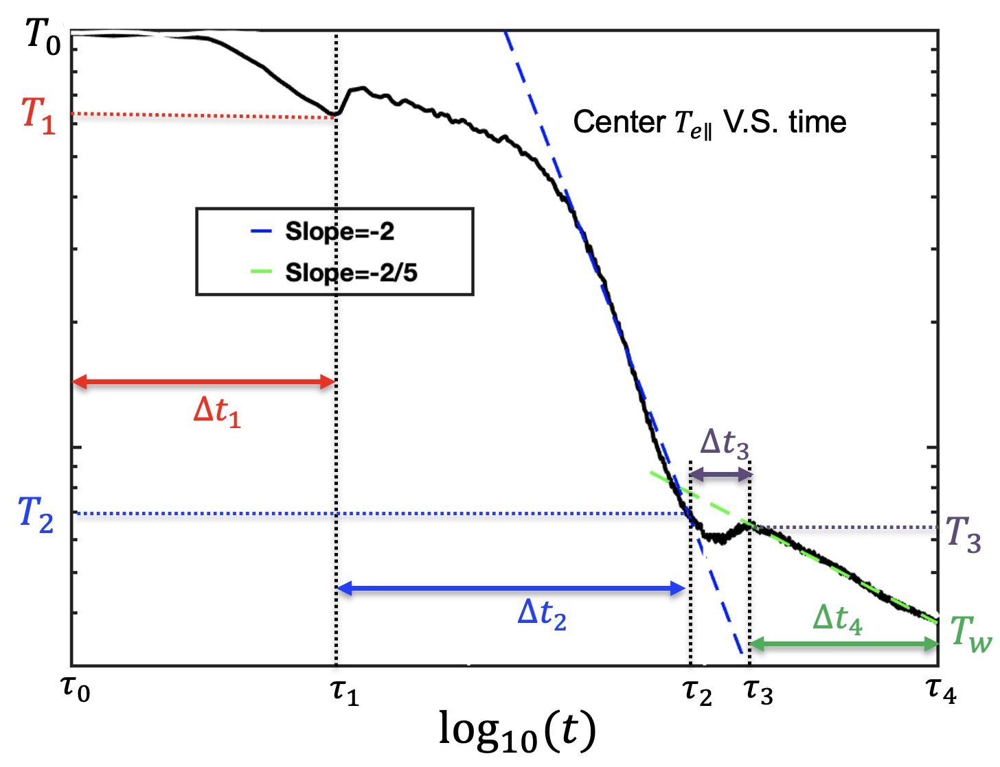 T₀
T₁
Center Tₑ∥ V.S. time
Slope=-2
Slope=-2/5
Δt₁
Δt₃
T₂
T₃
Δt₂
Δt₄
T_w
τ₀ τ₁ τ₂ τ₃ τ₄
log₁₀(t)